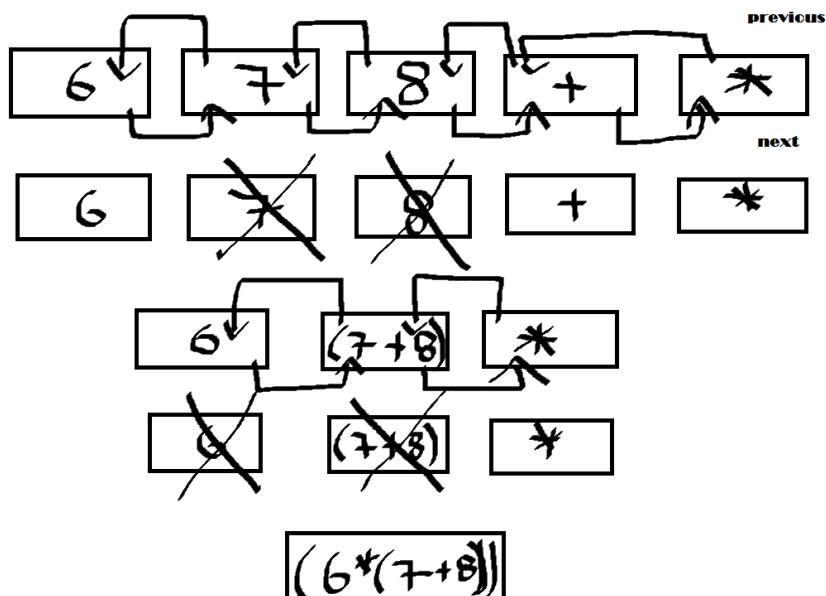 previous
6 7 8 + *
next
6 7 8 + *
6 (7+8) *
6 (7+8) *
(6*(7+8))